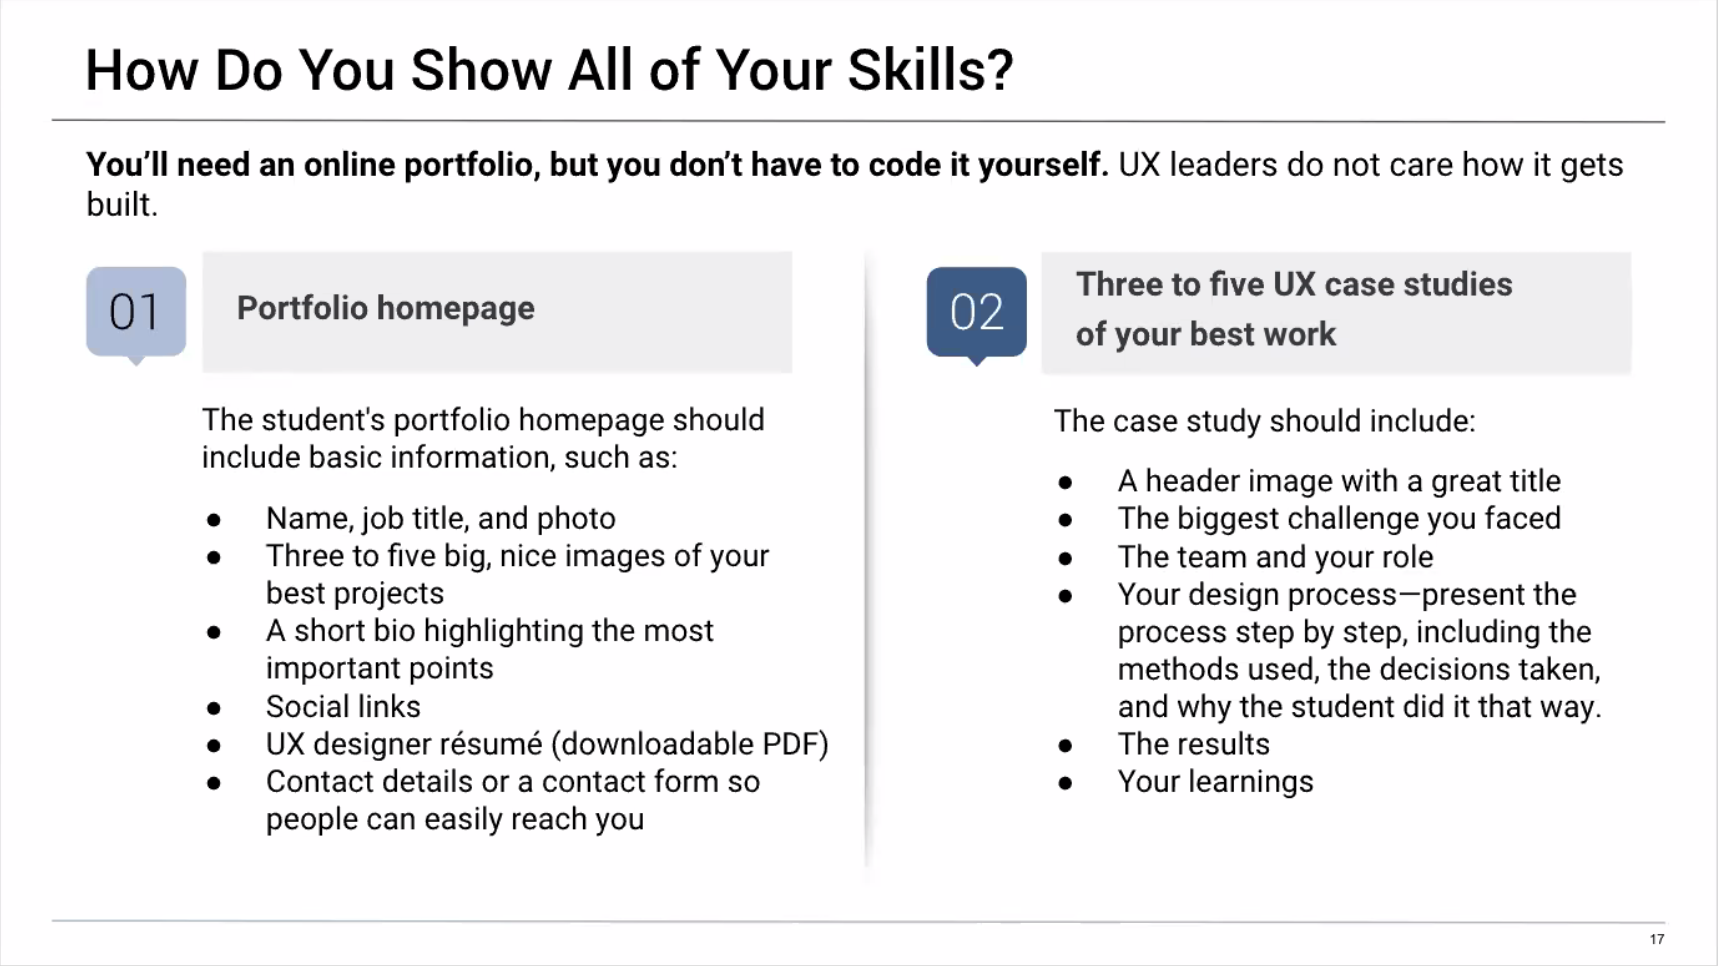 How Do You Show All of Your Skills?
You’ll need an online portfolio, but you don’t have to code it yourself. UX leaders do not care how it gets
built.
01
Portfolio homepage
The student's portfolio homepage should
include basic information, such as:
● Name, job title, and photo
● Three to five big, nice images of your
best projects
● A short bio highlighting the most
important points
● Social links
● UX designer résumé (downloadable PDF)
● Contact details or a contact form so
people can easily reach you
02
Three to five UX case studies
of your best work
The case study should include:
● A header image with a great title
● The biggest challenge you faced
● The team and your role
● Your design process—present the
process step by step, including the
methods used, the decisions taken,
and why the student did it that way.
● The results
● Your learnings
17